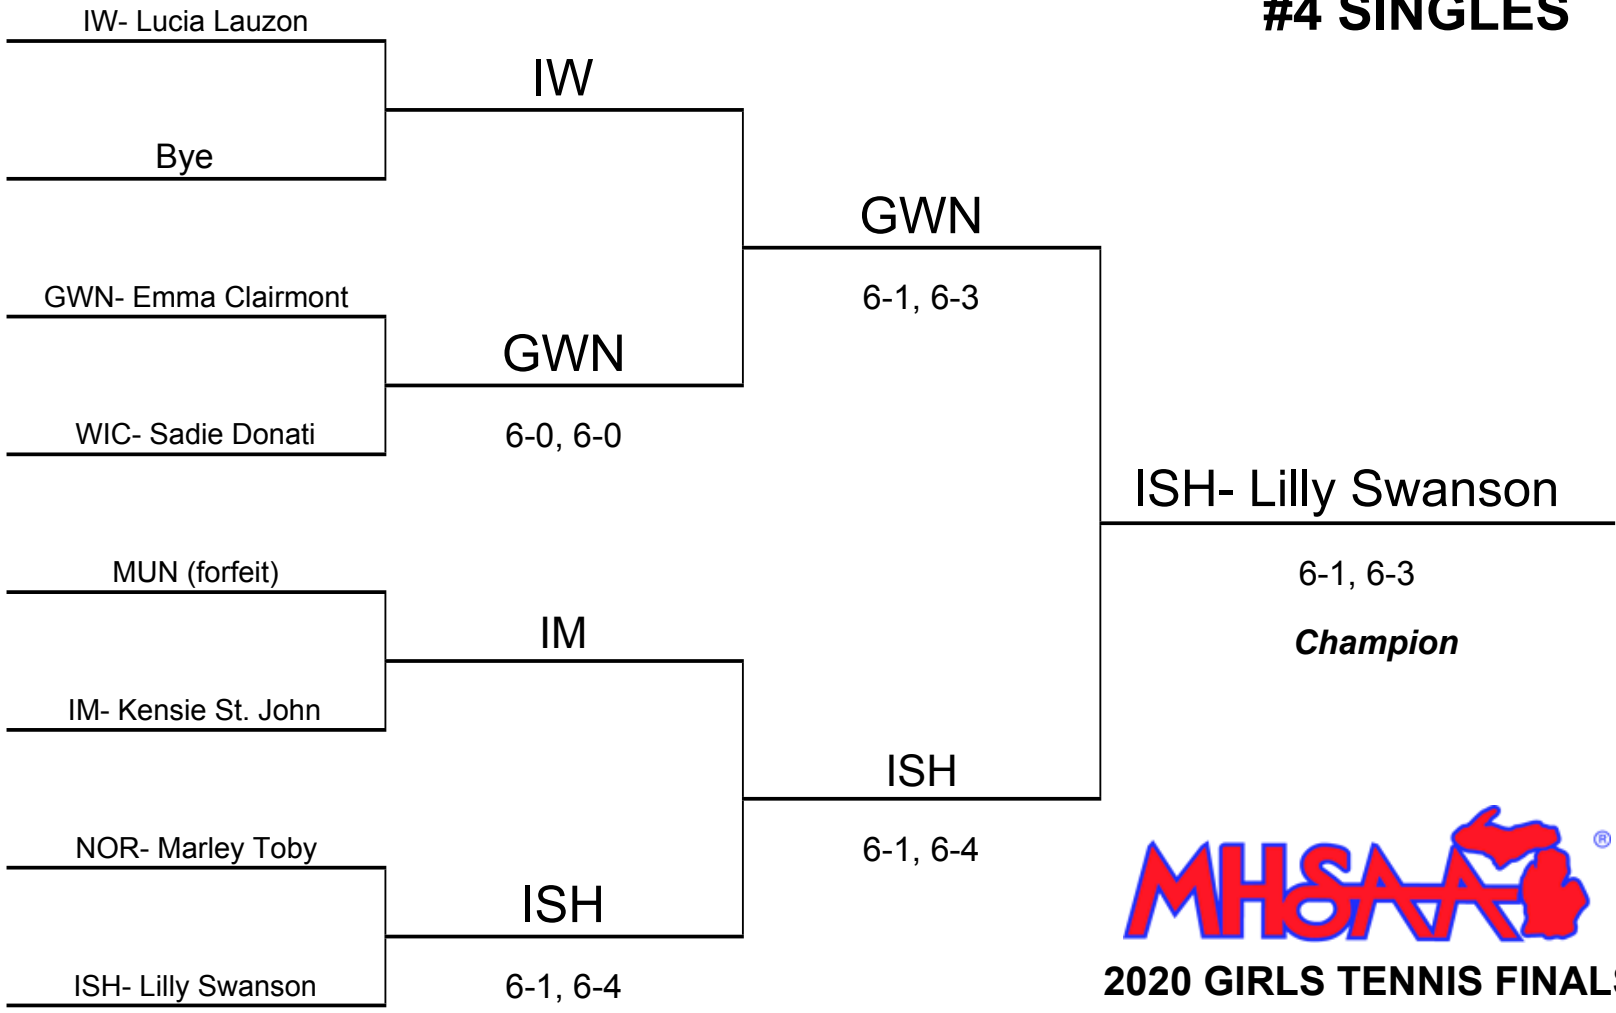 #4 SINGLES
IW- Lucia Lauzon
IW
Bye
GWN
GWN- Emma Clairmont
6-1, 6-3
GWN
WIC- Sadie Donati
6-0, 6-0
ISH- Lilly Swanson
MUN (forfeit)
6-1, 6-3
IM
Champion
IM- Kensie St. John
ISH
NOR- Marley Toby
6-1, 6-4
ISH
ISH- Lilly Swanson
6-1, 6-4
MHSAA ®
2020 GIRLS TENNIS FINALS